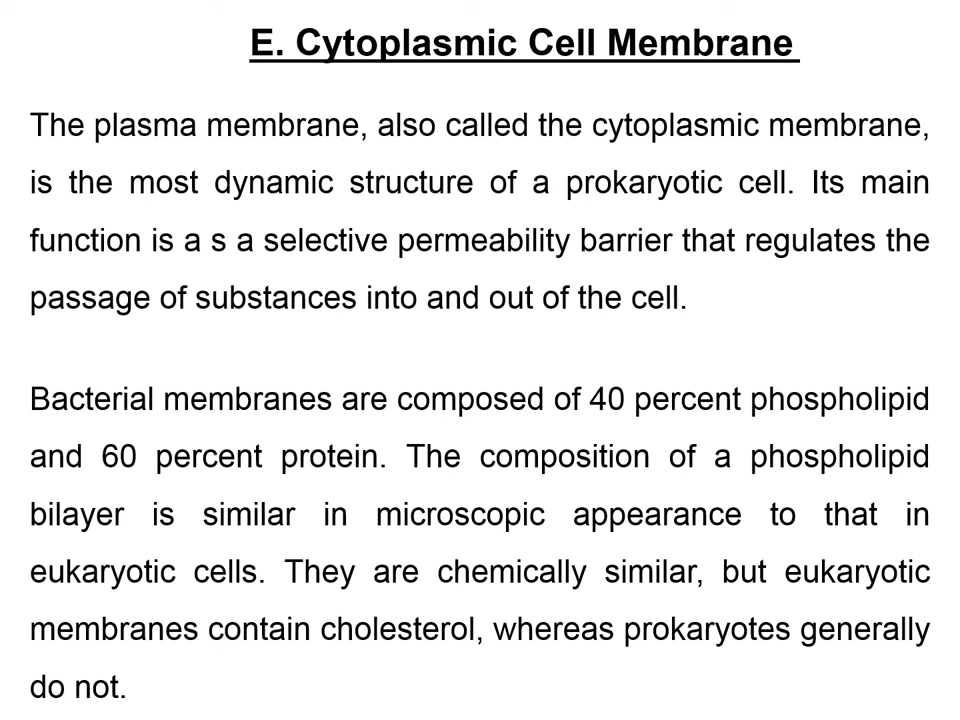 E. Cytoplasmic Cell Membrane
The plasma membrane, also called the cytoplasmic membrane,
is the most dynamic structure of a prokaryotic cell. Its main
function is a s a selective permeability barrier that regulates the
passage of substances into and out of the cell.
Bacterial membranes are composed of 40 percent phospholipid
and 60 percent protein. The composition of a phospholipid
bilayer is similar in microscopic appearance to that in
eukaryotic cells. They are chemically similar, but eukaryotic
membranes contain cholesterol, whereas prokaryotes generally
do not.